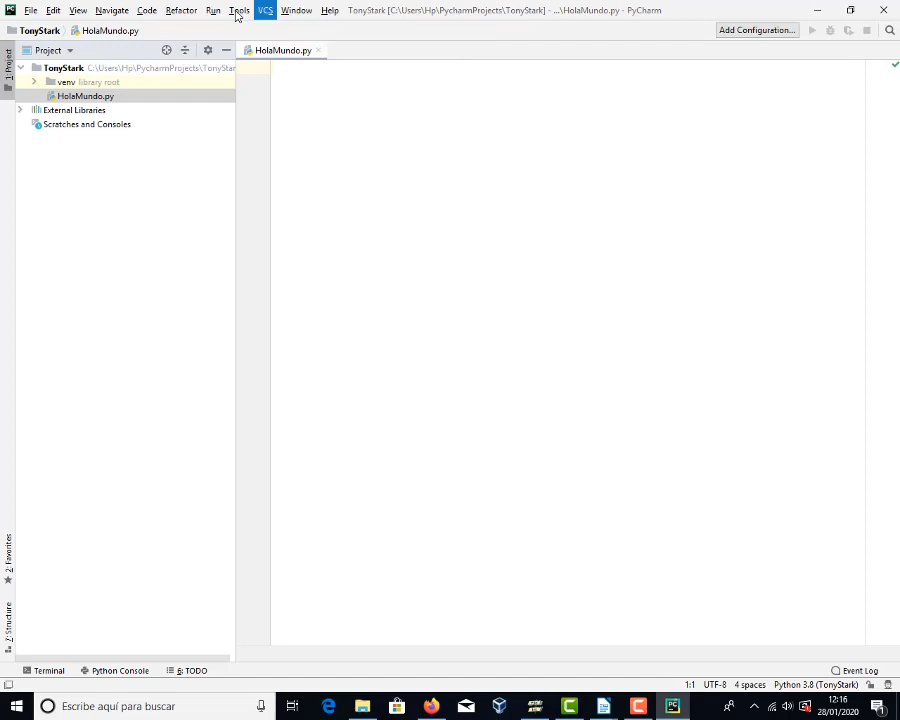 File Edit View Navigate Code Refactor Run Tools VCS Window Help TonyStark [C:\Users\Hp\PycharmProjects\TonyStark] - ...\HolaMundo.py - PyCharm
TonyStark HolaMundo.py Add Configuration...
1: Project
Project
HolaMundo.py
TonyStark C:\Users\Hp\PycharmProjects\TonyStar
venv library root
HolaMundo.py
External Libraries
Scratches and Consoles
2: Favorites
7: Structure
Terminal Python Console 6: TODO Event Log
1:1 UTF-8 4 spaces Python 3.8 (TonyStark)
Escribe aquí para buscar
12:16
28/01/2020
1